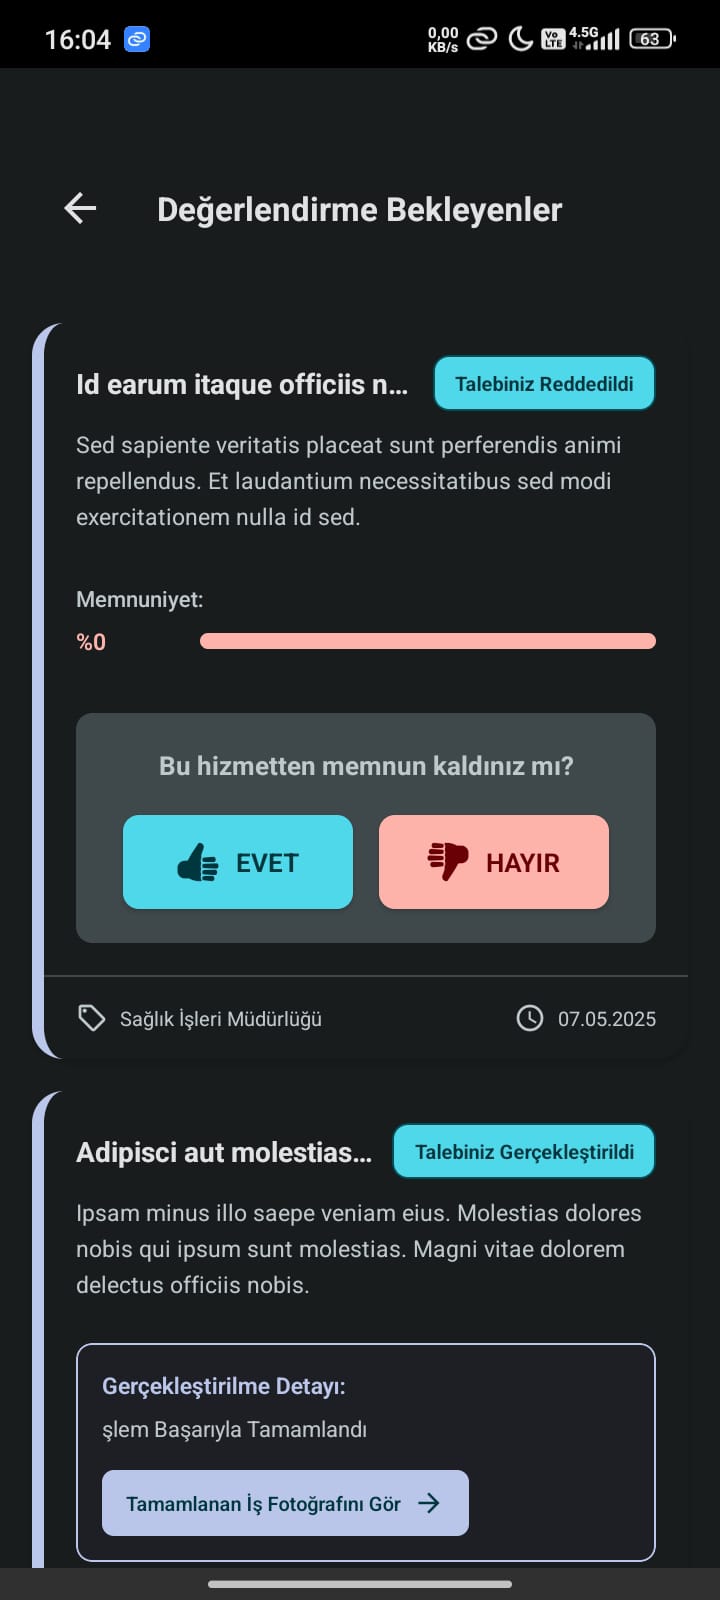 16:04
0,00
KB/s
Vo
LTE
4.5G
63
Değerlendirme Bekleyenler
Id earum itaque officiis n...
Talebiniz Reddedildi
Sed sapiente veritatis placeat sunt perferendis animi
repellendus. Et laudantium necessitatibus sed modi
exercitationem nulla id sed.
Memnuniyet:
%0
Bu hizmetten memnun kaldınız mı?
EVET
HAYIR
Sağlık İşleri Müdürlüğü
07.05.2025
Adipisci aut molestias...
Talebiniz Gerçekleştirildi
Ipsam minus illo saepe veniam eius. Molestias dolores
nobis qui ipsum sunt molestias. Magni vitae dolorem
delectus officiis nobis.
Gerçekleştirilme Detayı:
şlem Başarıyla Tamamlandı
Tamamlanan İş Fotoğrafını Gör